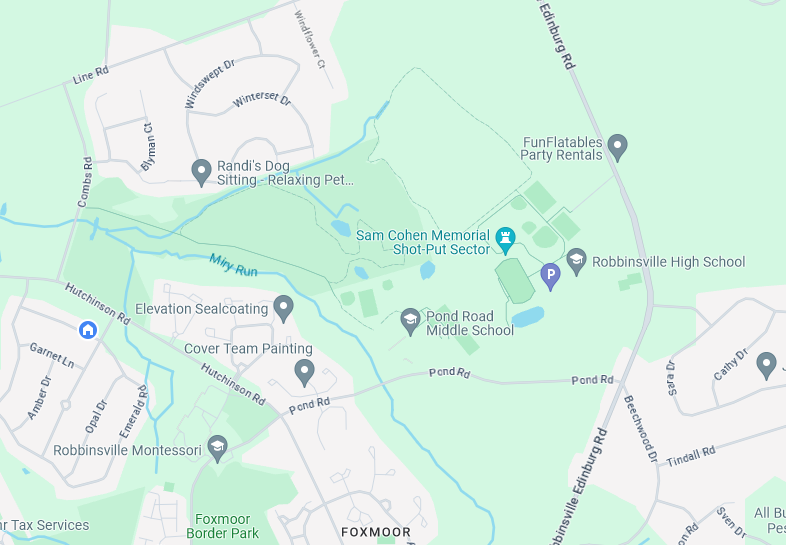 Edinburg Rd
Windflower Ct
Line Rd
Windswept Dr
Winterset Dr
Elyman Ct
Combs Rd
FunFlatables
Party Rentals
Randi's Dog
Sitting - Relaxing Pet...
Sam Cohen Memorial
Shot-Put Sector
Robbinsville High School
P
Miry Run
Hutchinson Rd
Elevation Sealcoating
Pond Road
Middle School
Cover Team Painting
Garnet Ln
Hutchinson Rd
Pond Rd
Pond Rd
Sara Dr
Cathy Dr
Amber Dr
Opal Dr
Emerald Rd
Pond Rd
Beechwood Dr
Robbinsville Montessori
Tindall Rd
Robbinsville Edinburg Rd
Foxmoor
Border Park
FOXMOOR
Tax Services
Sven Dr
on Rd
All Bu
Pes